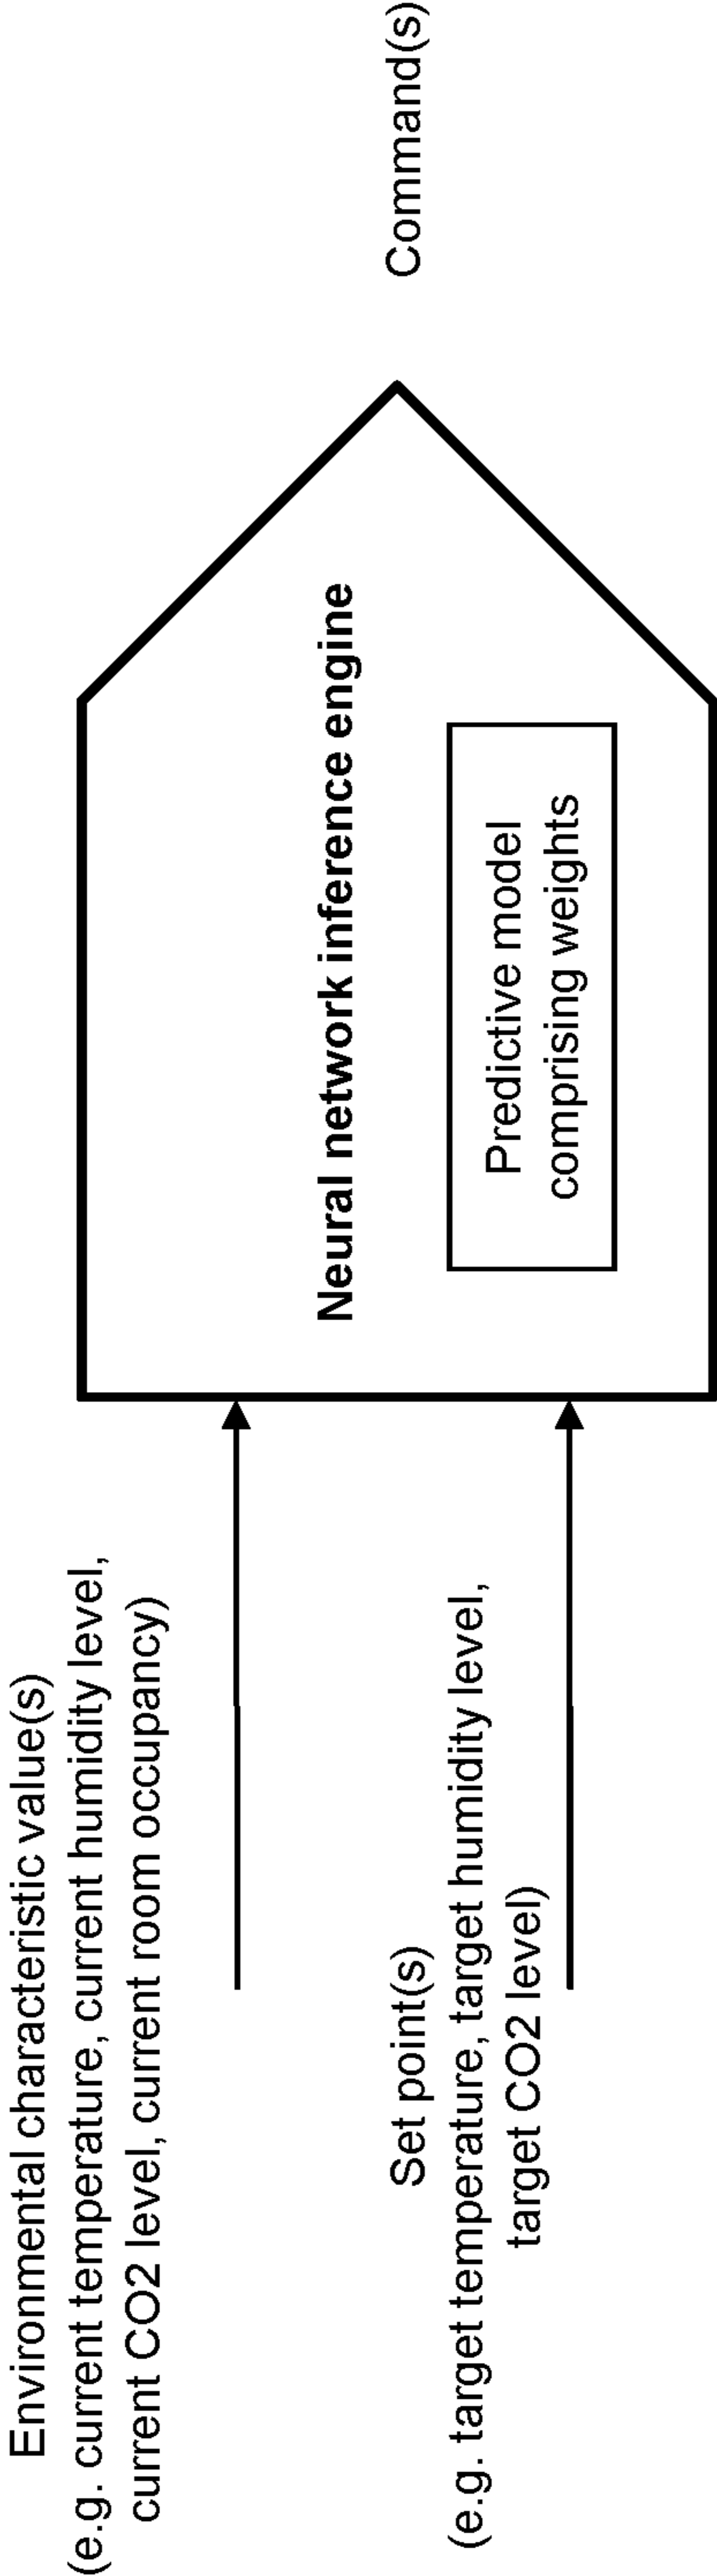 Environmental characteristic value(s)
(e.g. current temperature, current humidity level,
current CO2 level, current room occupancy)
Set point(s)
(e.g. target temperature, target humidity level,
target CO2 level)
Neural network inference engine
Predictive model
comprising weights
Command(s)